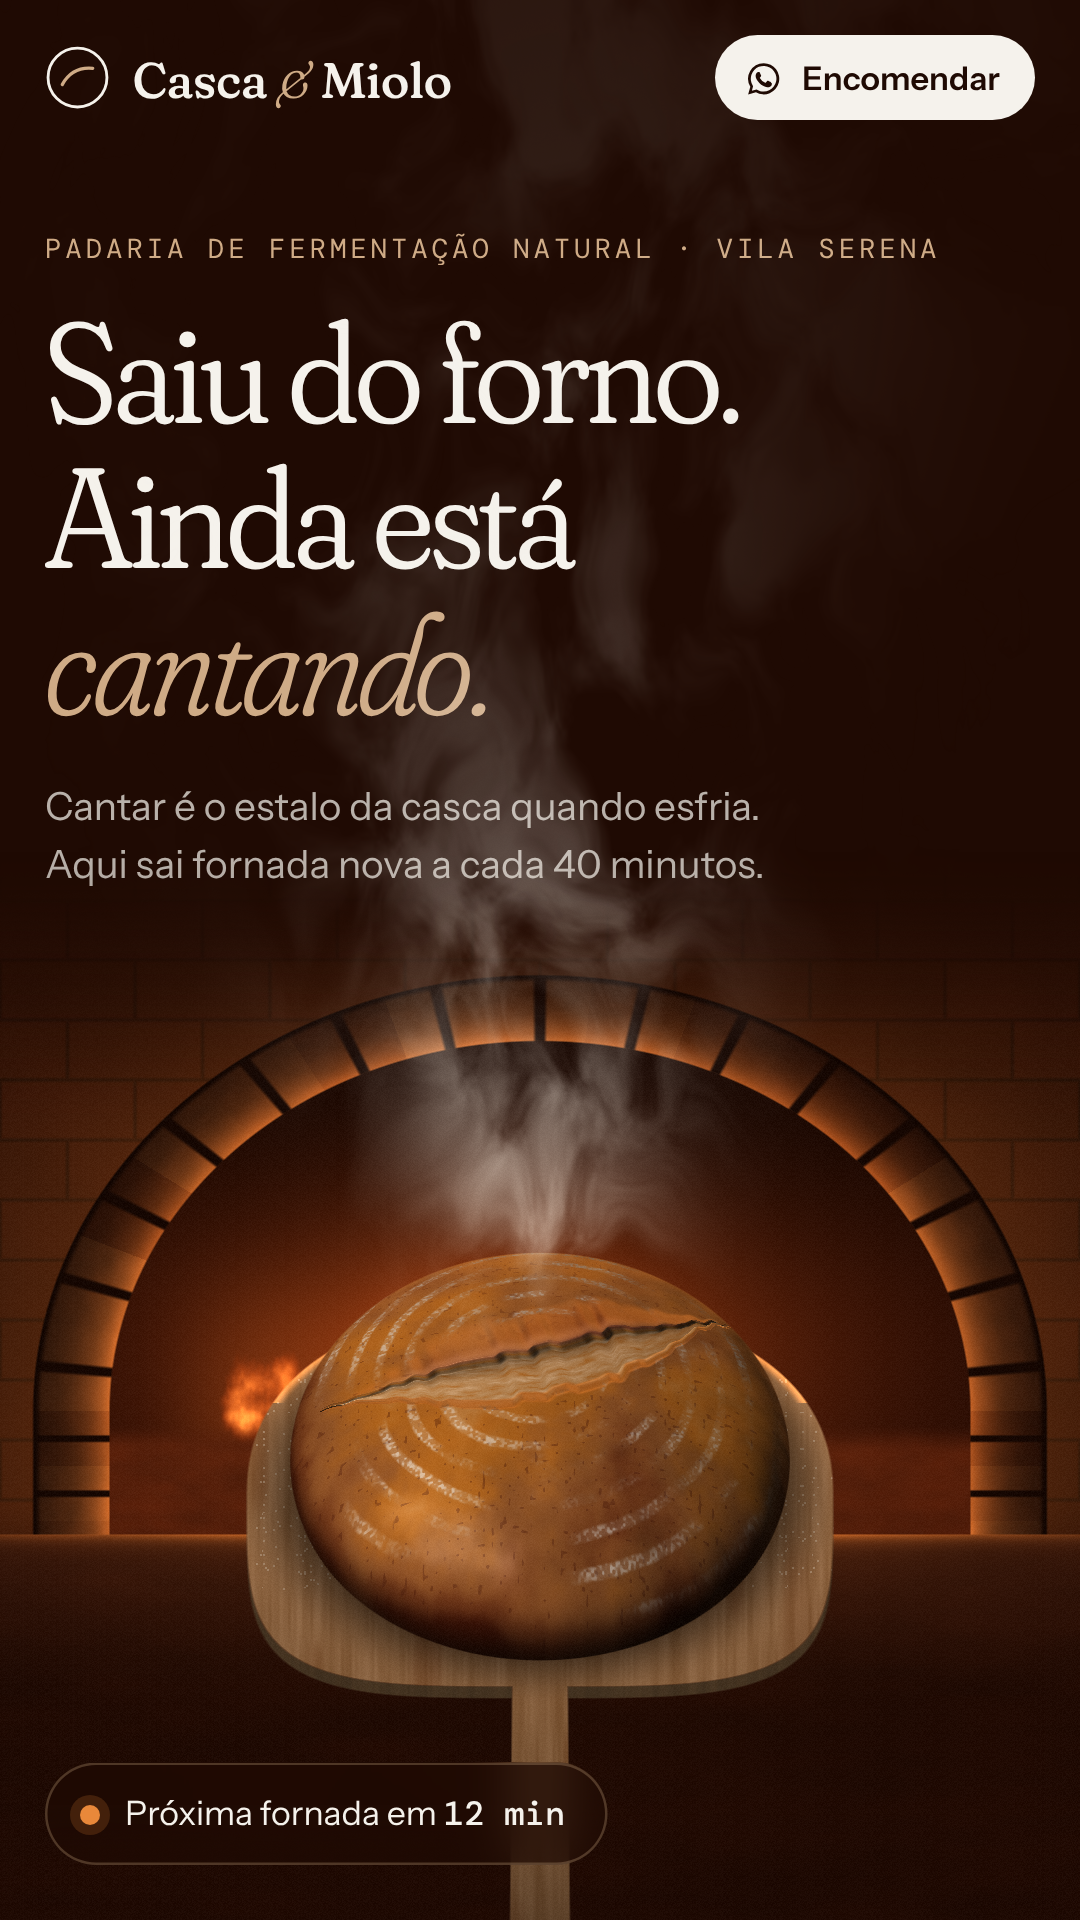 Casca & Miolo
Encomendar
PADARIA DE FERMENTAÇÃO NATURAL · VILA SERENA
Saiu do forno.
Ainda está
cantando.
Cantar é o estalo da casca quando esfria.
Aqui sai fornada nova a cada 40 minutos.
Próxima fornada em 12 min